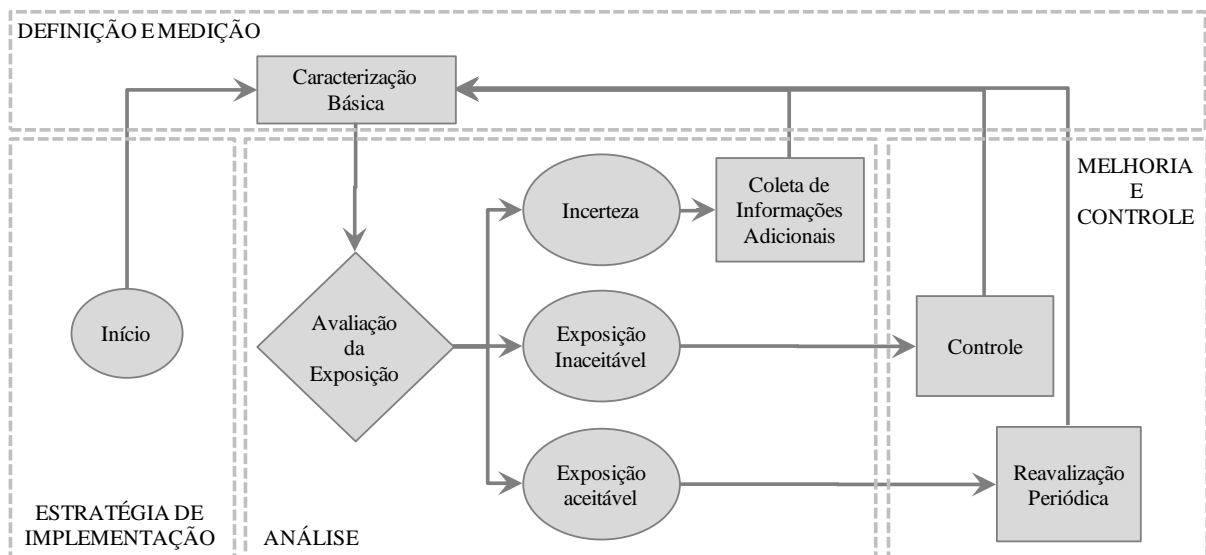 DEFINIÇÃO E MEDIÇÃO
Caracterização
Básica
Início
ESTRATÉGIA DE
IMPLEMENTAÇÃO
Avaliação
da
Exposição
Incerteza
Coleta de
Informações
Adicionais
Exposição
Inaceitável
Exposição
aceitável
ANÁLISE
MELHORIA
E
CONTROLE
Controle
Reavalização
Periódica